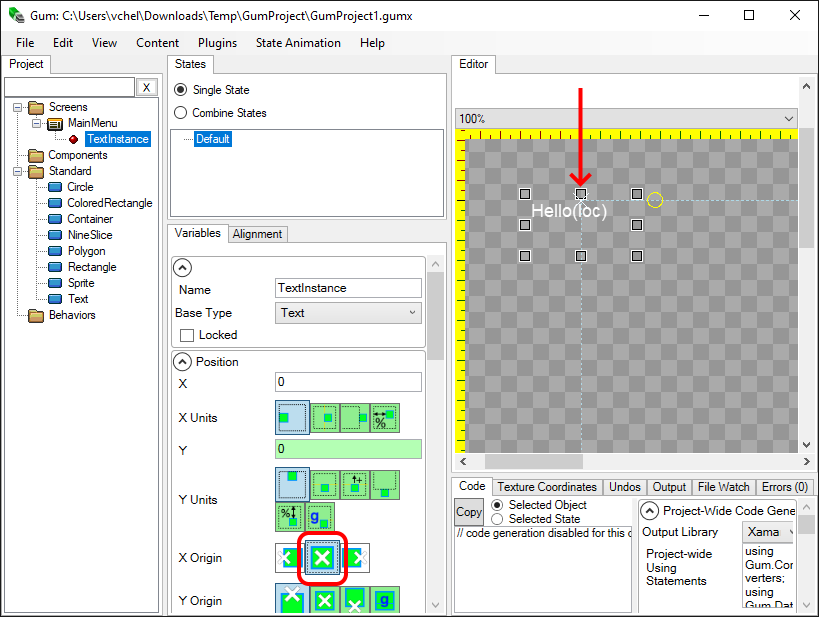 Gum: C:\Users\vchel\Downloads\Temp\GumProject\GumProject1.gumx
File Edit View Content Plugins State Animation Help
Project
X
Screens
MainMenu
TextInstance
Components
Standard
Circle
ColoredRectangle
Container
NineSlice
Polygon
Rectangle
Sprite
Text
Behaviors
States
Single State
Combine States
Default
Variables Alignment
Name TextInstance
Base Type Text
Locked
Position
X 0
X Units %
Y 0
Y Units
% g
X Origin
Y Origin g
Editor
100%
Hello(loc)
Code Texture Coordinates Undos Output File Watch Errors (0)
Copy
Selected Object
Selected State
// code generation disabled for this c
Project-Wide Code Gene
Output Library Xama
Project-wide
Using
Statements
using
Gum.Con
verters;
using
Gum.Dat